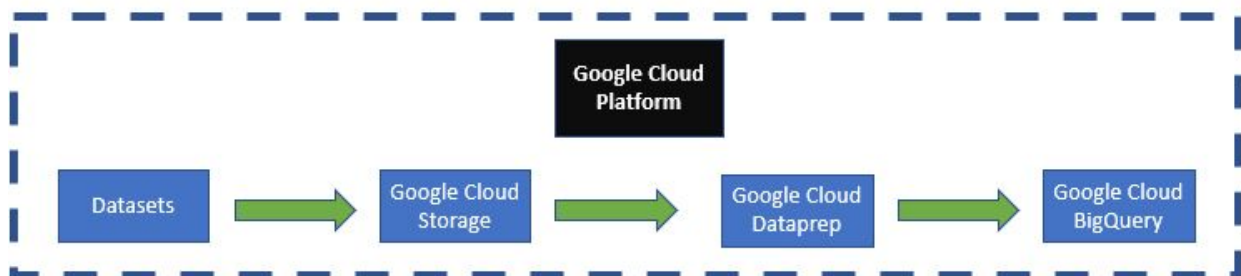 Google Cloud
Platform
Datasets
Google Cloud
Storage
Google Cloud
Dataprep
Google Cloud
BigQuery